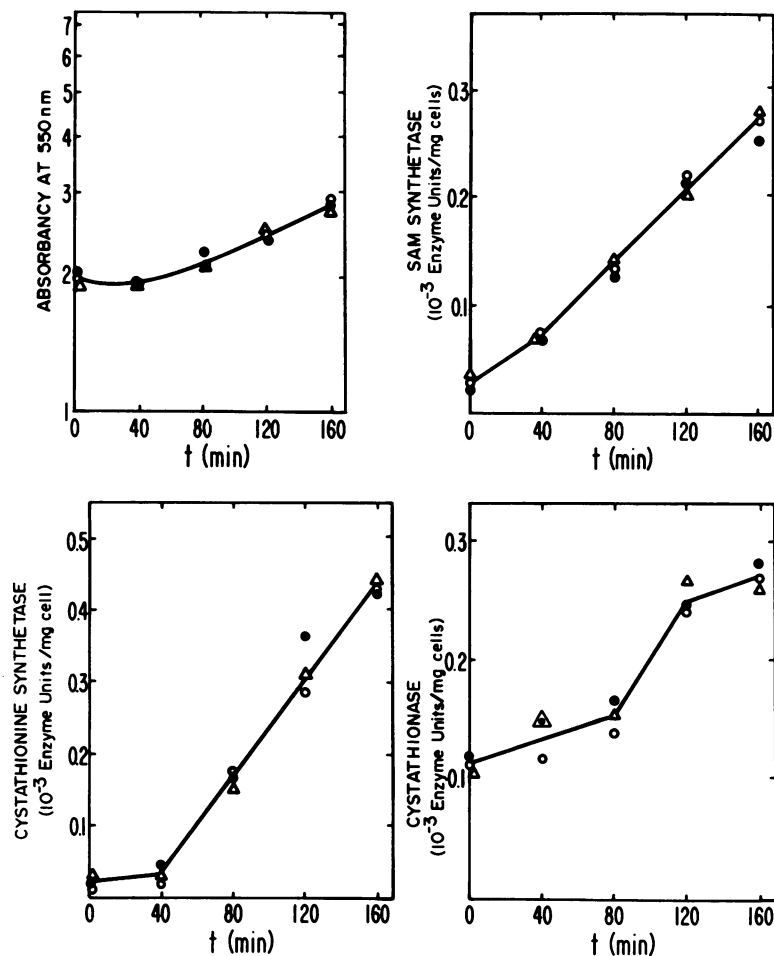 ABSORBANCY AT 550 nm
7
6
5
4
3
2
1
0 40 80 120 160
t (min)
SAM SYNTHETASE
(10⁻³ Enzyme Units/mg cells)
0.3
0.2
0.1
0 40 80 120 160
t (min)
CYSTATHIONINE SYNTHETASE
(10⁻³ Enzyme Units/mg cell)
0.5
0.4
0.3
0.2
0.1
0 40 80 120 160
t (min)
CYSTATHIONASE
(10⁻³ Enzyme Units/mg cells)
0.3
0.2
0.1
0 40 80 120 160
t (min)